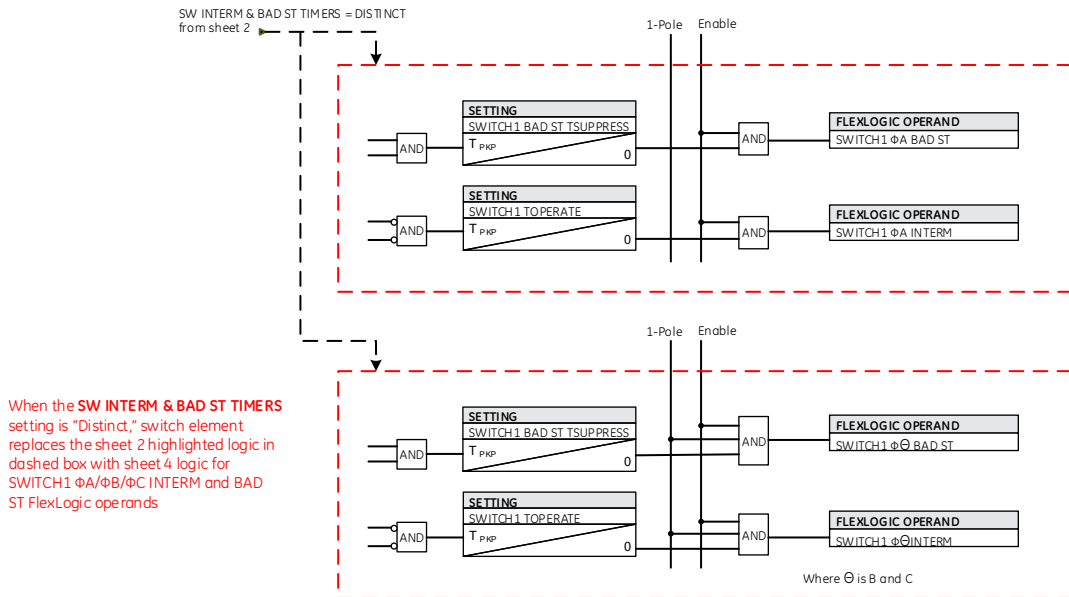 SW INTERM & BAD ST TIMERS = DISTINCT
from sheet 2
1-Pole Enable
SETTING
SWITCH1 BAD ST TSUPPRESS
AND
T PKP
0
AND
FLEXLOGIC OPERAND
SWITCH1 ΦA BAD ST
SETTING
SWITCH1 TOPERATE
AND
T PKP
0
AND
FLEXLOGIC OPERAND
SWITCH1 ΦA INTERM
1-Pole Enable
When the SW INTERM & BAD ST TIMERS
setting is "Distinct," switch element
replaces the sheet 2 highlighted logic in
dashed box with sheet 4 logic for
SWITCH1 ΦA/ΦB/ΦC INTERM and BAD
ST FlexLogic operands
SETTING
SWITCH1 BAD ST TSUPPRESS
AND
T PKP
0
AND
FLEXLOGIC OPERAND
SWITCH1 ΦΘ BAD ST
SETTING
SWITCH1 TOPERATE
AND
T PKP
0
AND
FLEXLOGIC OPERAND
SWITCH1 ΦΘINTERM
Where Θ is B and C